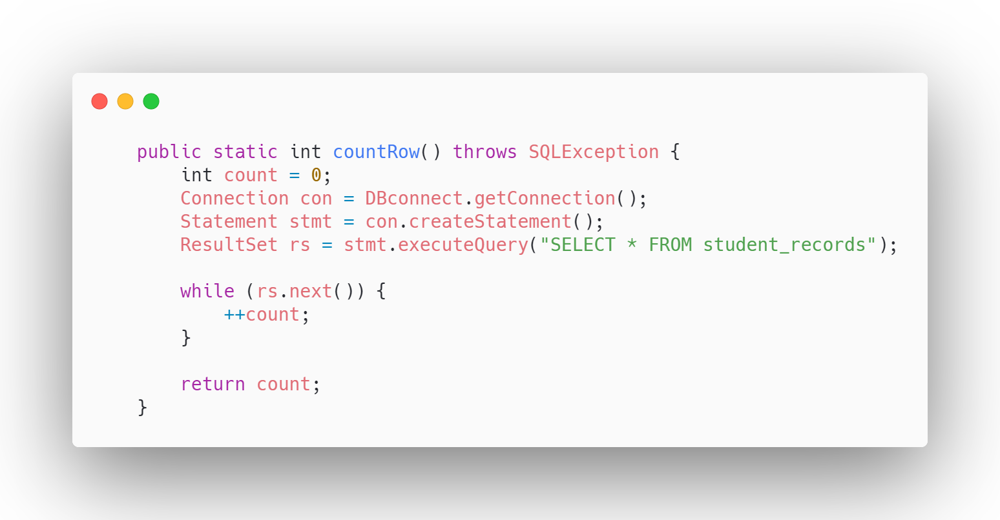 public static int countRow() throws SQLException {
    int count = 0;
    Connection con = DBconnect.getConnection();
    Statement stmt = con.createStatement();
    ResultSet rs = stmt.executeQuery("SELECT * FROM student_records");

    while (rs.next()) {
        ++count;
    }

    return count;
}